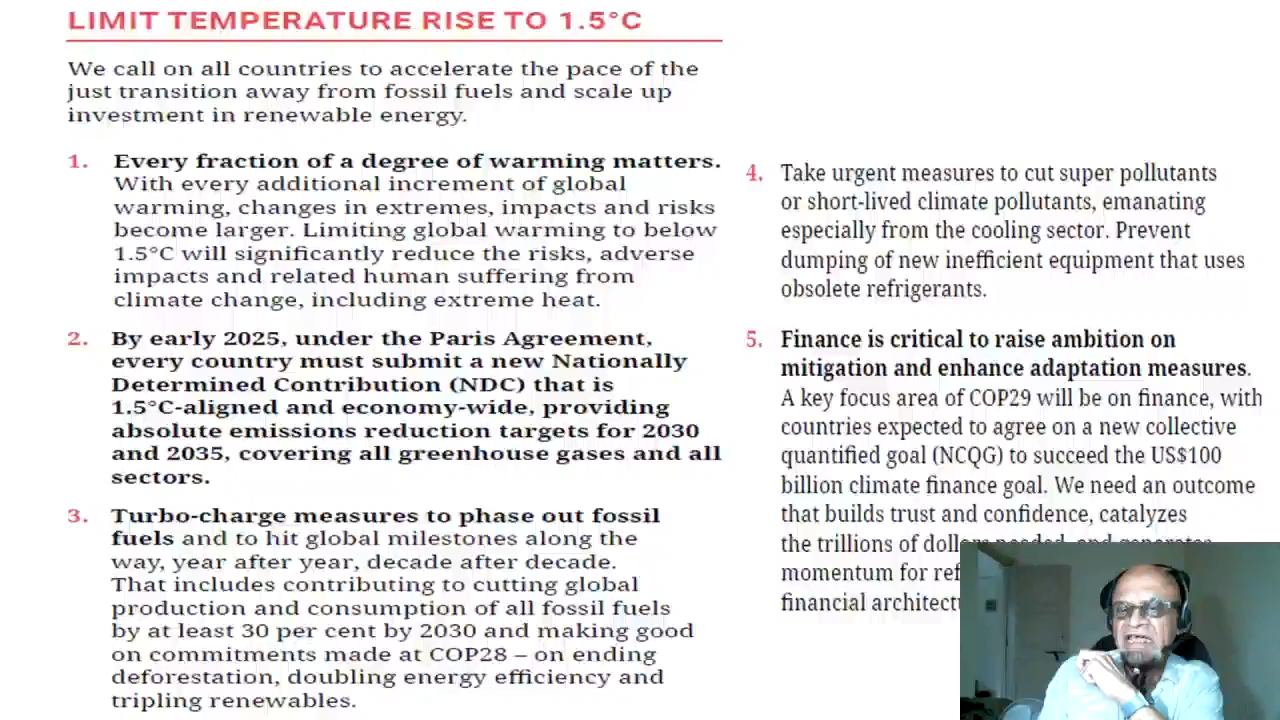 LIMIT TEMPERATURE RISE TO 1.5°C
We call on all countries to accelerate the pace of the
just transition away from fossil fuels and scale up
investment in renewable energy.
1. Every fraction of a degree of warming matters.
With every additional increment of global
warming, changes in extremes, impacts and risks
become larger. Limiting global warming to below
1.5°C will significantly reduce the risks, adverse
impacts and related human suffering from
climate change, including extreme heat.
2. By early 2025, under the Paris Agreement,
every country must submit a new Nationally
Determined Contribution (NDC) that is
1.5°C-aligned and economy-wide, providing
absolute emissions reduction targets for 2030
and 2035, covering all greenhouse gases and all
sectors.
3. Turbo-charge measures to phase out fossil
fuels and to hit global milestones along the
way, year after year, decade after decade.
That includes contributing to cutting global
production and consumption of all fossil fuels
by at least 30 per cent by 2030 and making good
on commitments made at COP28 – on ending
deforestation, doubling energy efficiency and
tripling renewables.
4. Take urgent measures to cut super pollutants
or short-lived climate pollutants, emanating
especially from the cooling sector. Prevent
dumping of new inefficient equipment that uses
obsolete refrigerants.
5. Finance is critical to raise ambition on
mitigation and enhance adaptation measures.
A key focus area of COP29 will be on finance, with
countries expected to agree on a new collective
quantified goal (NCQG) to succeed the US$100
billion climate finance goal. We need an outcome
that builds trust and confidence, catalyzes
the trillions of dollars needed, and generates
momentum for
financial